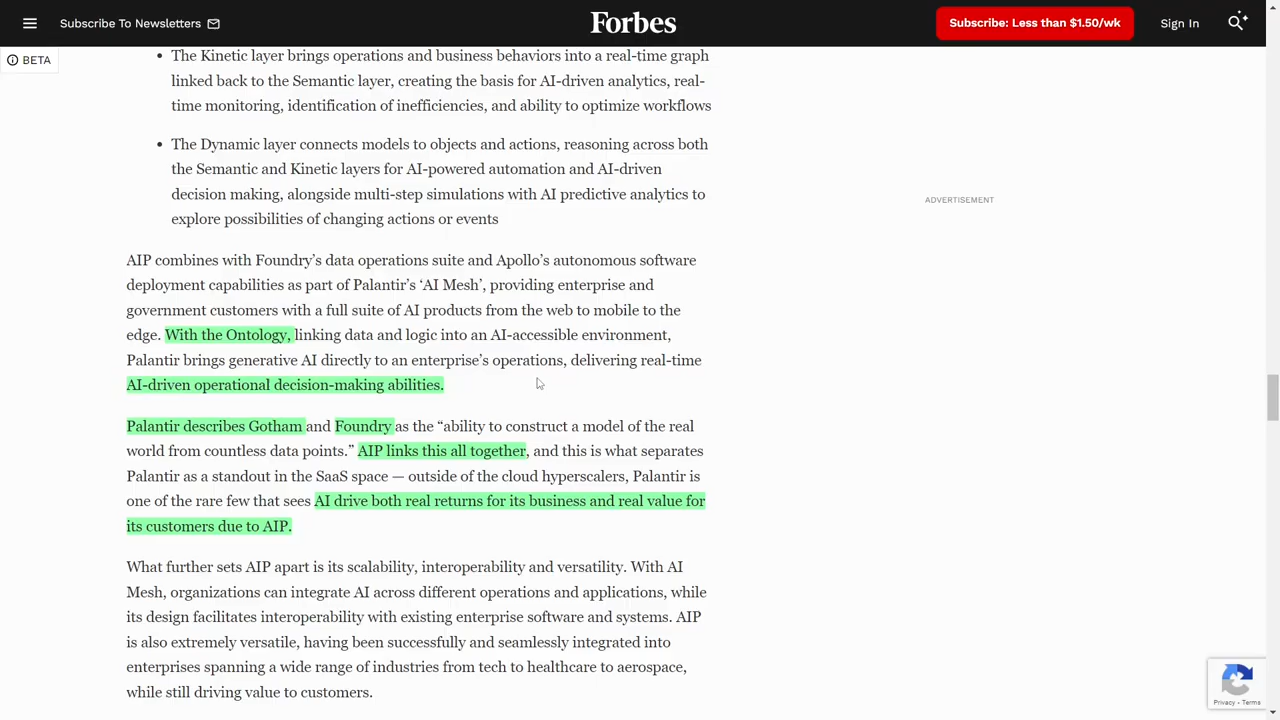 Subscribe To Newsletters
Forbes
Subscribe: Less than $1.50/wk
Sign In
BETA
• The Kinetic layer brings operations and business behaviors into a real-time graph
linked back to the Semantic layer, creating the basis for AI-driven analytics, real-
time monitoring, identification of inefficiencies, and ability to optimize workflows
• The Dynamic layer connects models to objects and actions, reasoning across both
the Semantic and Kinetic layers for AI-powered automation and AI-driven
decision making, alongside multi-step simulations with AI predictive analytics to
explore possibilities of changing actions or events
ADVERTISEMENT
AIP combines with Foundry’s data operations suite and Apollo’s autonomous software
deployment capabilities as part of Palantir’s ‘AI Mesh’, providing enterprise and
government customers with a full suite of AI products from the web to mobile to the
edge. With the Ontology, linking data and logic into an AI-accessible environment,
Palantir brings generative AI directly to an enterprise’s operations, delivering real-time
AI-driven operational decision-making abilities.
Palantir describes Gotham and Foundry as the “ability to construct a model of the real
world from countless data points.” AIP links this all together, and this is what separates
Palantir as a standout in the SaaS space — outside of the cloud hyperscalers, Palantir is
one of the rare few that sees AI drive both real returns for its business and real value for
its customers due to AIP.
What further sets AIP apart is its scalability, interoperability and versatility. With AI
Mesh, organizations can integrate AI across different operations and applications, while
its design facilitates interoperability with existing enterprise software and systems. AIP
is also extremely versatile, having been successfully and seamlessly integrated into
enterprises spanning a wide range of industries from tech to healthcare to aerospace,
while still driving value to customers.
Privacy • Terms